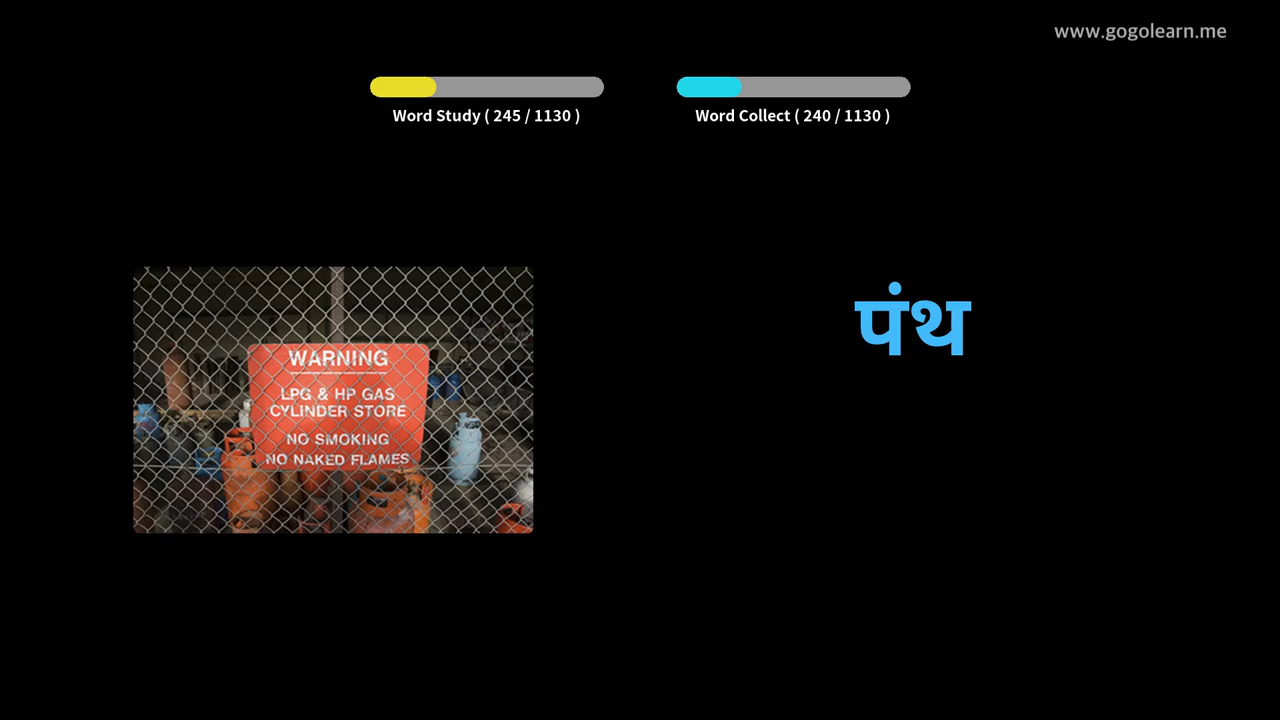 www.gogolearn.me
Word Study ( 245 / 1130 )
Word Collect ( 240 / 1130 )
पंथ
WARNING
LPG & HP GAS
CYLINDER STORE
NO SMOKING
NO NAKED FLAMES